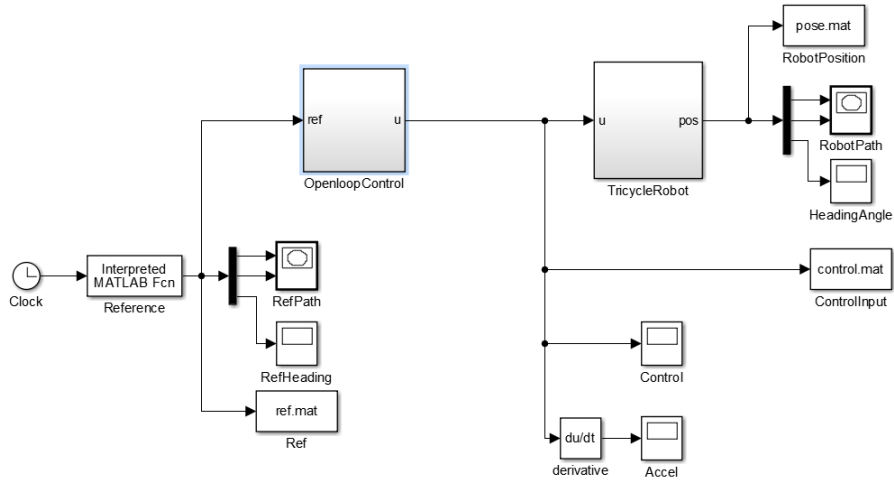 pose.mat
RobotPosition
ref
u
OpenloopControl
u
pos
TricycleRobot
RobotPath
HeadingAngle
Clock
Interpreted
MATLAB Fcn
Reference
RefPath
RefHeading
ref.mat
Ref
control.mat
ControlInput
Control
du/dt
derivative
Accel